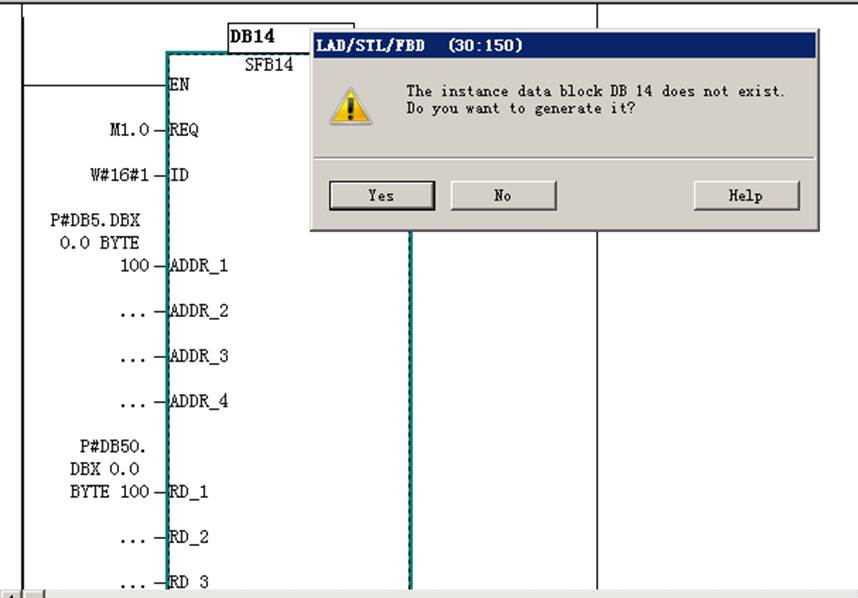 DB14
SFB14
EN
M1.0 REQ
W#16#1 ID
P#DB5.DBX
0.0 BYTE
100 ADDR_1
... ADDR_2
... ADDR_3
... ADDR_4
P#DB50.
DBX 0.0
BYTE 100 RD_1
... RD_2
... RD_3
LAD/STL/FBD (30:150)
The instance data block DB 14 does not exist.
Do you want to generate it?
Yes No Help